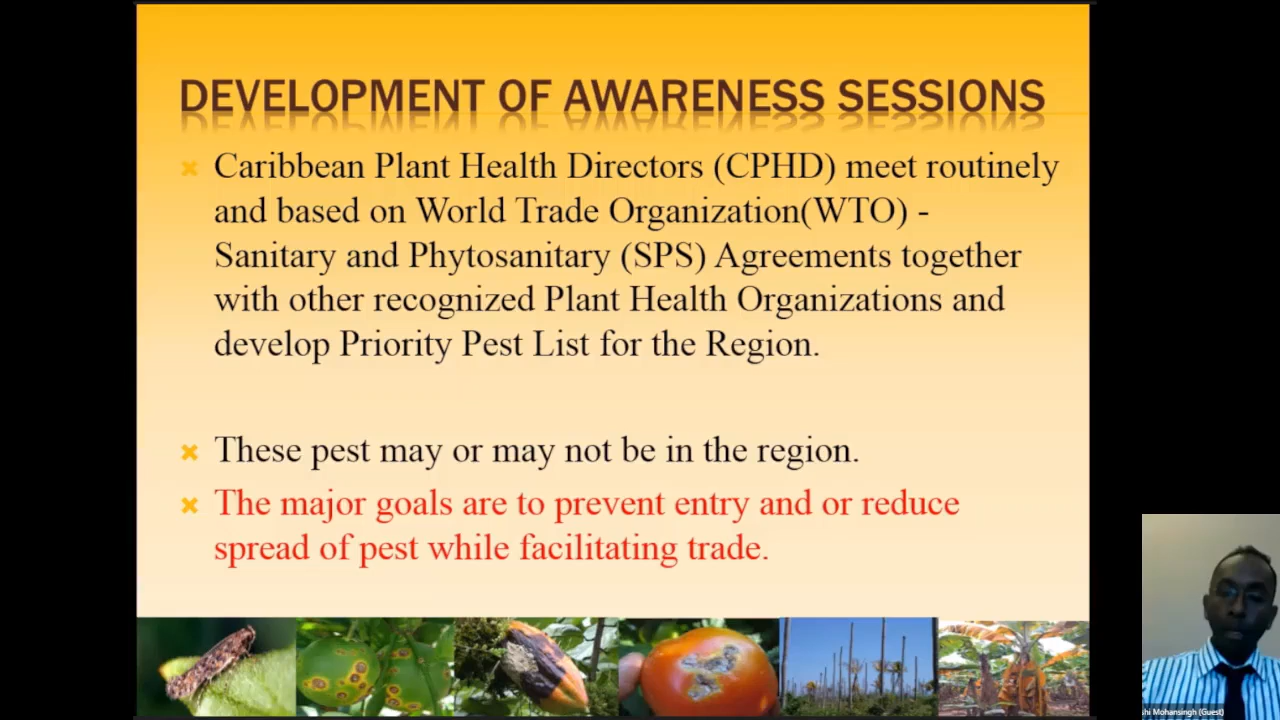 DEVELOPMENT OF AWARENESS SESSIONS
Caribbean Plant Health Directors (CPHD) meet routinely
and based on World Trade Organization(WTO) -
Sanitary and Phytosanitary (SPS) Agreements together
with other recognized Plant Health Organizations and
develop Priority Pest List for the Region.
These pest may or may not be in the region.
The major goals are to prevent entry and or reduce
spread of pest while facilitating trade.
Mohansingh (Guest)